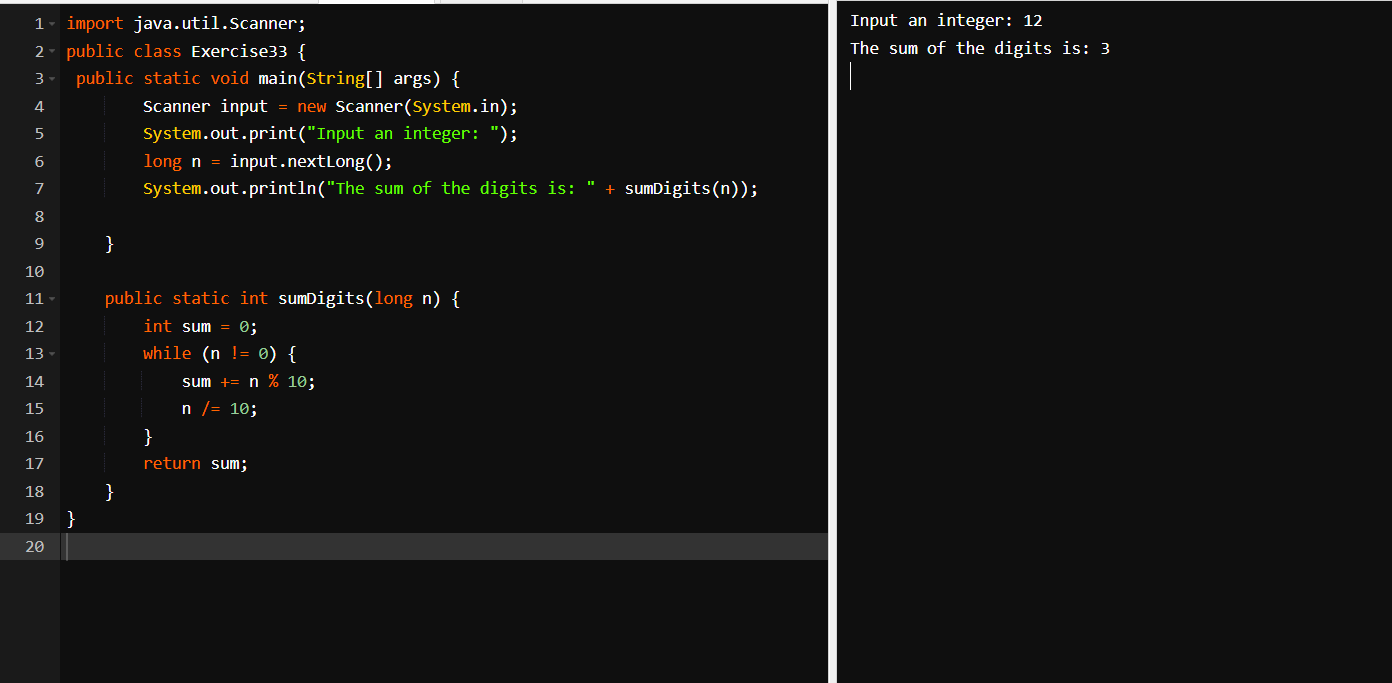 1 import java.util.Scanner;
2 public class Exercise33 {
3 public static void main(String[] args) {
4 Scanner input = new Scanner(System.in);
5 System.out.print("Input an integer: ");
6 long n = input.nextLong();
7 System.out.println("The sum of the digits is: " + sumDigits(n));
8
9 }
10
11 public static int sumDigits(long n) {
12 int sum = 0;
13 while (n != 0) {
14 sum += n % 10;
15 n /= 10;
16 }
17 return sum;
18 }
19 }
20
Input an integer: 12
The sum of the digits is: 3